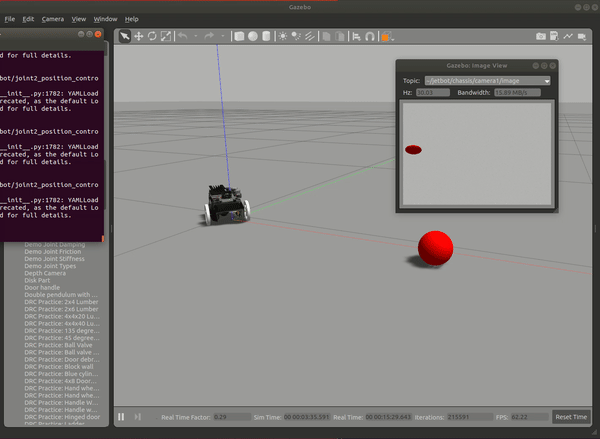 Gazebo
File Edit Camera View Window Help
for full details.
bot/joint2_position_contro
__init__.py:1782: YAMLLoad
recated, as the default Lo
d for full details.
bot/joint2_position_contro
__init__.py:1782: YAMLLoad
recated, as the default Lo
d for full details.
bot/joint2_position_contro
__init__.py:1782: YAMLLoad
recated, as the default Lo
d for full details.
Gazebo: Image View
Topic: ~/jetbot/chassis/camera1/image
Hz: 30.03 Bandwidth: 15.89 MB/s
Demo Joint Damping
Demo Joint Friction
Demo Joint Stiffness
Demo Joint Types
Depth Camera
Disk Part
Door handle
Double pendulum with ...
DRC Practice: 2x4 Lumber
DRC Practice: 2x6 Lumber
DRC Practice: 4x4x20 Lu...
DRC Practice: 4x4x40 Lu...
DRC Practice: 135 degre...
DRC Practice: 45 degree...
DRC Practice: Ball Valve
DRC Practice: Ball valve ...
DRC Practice: Door debr...
DRC Practice: Block wall
DRC Practice: Blue cylin...
DRC Practice: 4x8 Door...
DRC Practice: Hand whe...
DRC Practice: Hand whe...
DRC Practice: Handle W...
DRC Practice: Handle w...
DRC Practice: Hinged door
DRC Practice: Ladder
Real Time Factor: 0.29 Sim Time: 00 00:03:35.591 Real Time: 00 00:15:29.643 Iterations: 215591 FPS: 62.22 Reset Time